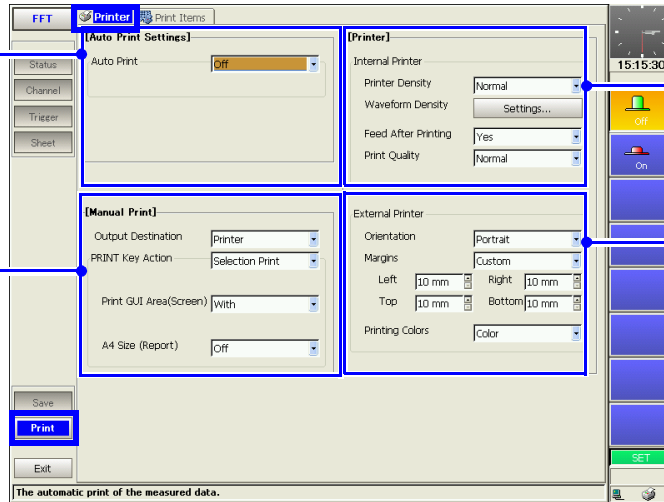 FFT
Printer
Print Items
Status
Channel
Trigger
Sheet
[Auto Print Settings]
Auto Print
Off
[Printer]
Internal Printer
Printer Density
Normal
Waveform Density
Settings...
Feed After Printing
Yes
Print Quality
Normal
[Manual Print]
Output Destination
Printer
PRINT Key Action
Selection Print
Print GUI Area(Screen)
With
A4 Size (Report)
Off
External Printer
Orientation
Portrait
Margins
Custom
Left 10 mm Right 10 mm
Top 10 mm Bottom 10 mm
Printing Colors
Color
Save
Print
Exit
The automatic print of the measured data.
15:15:30
Off
On
SET